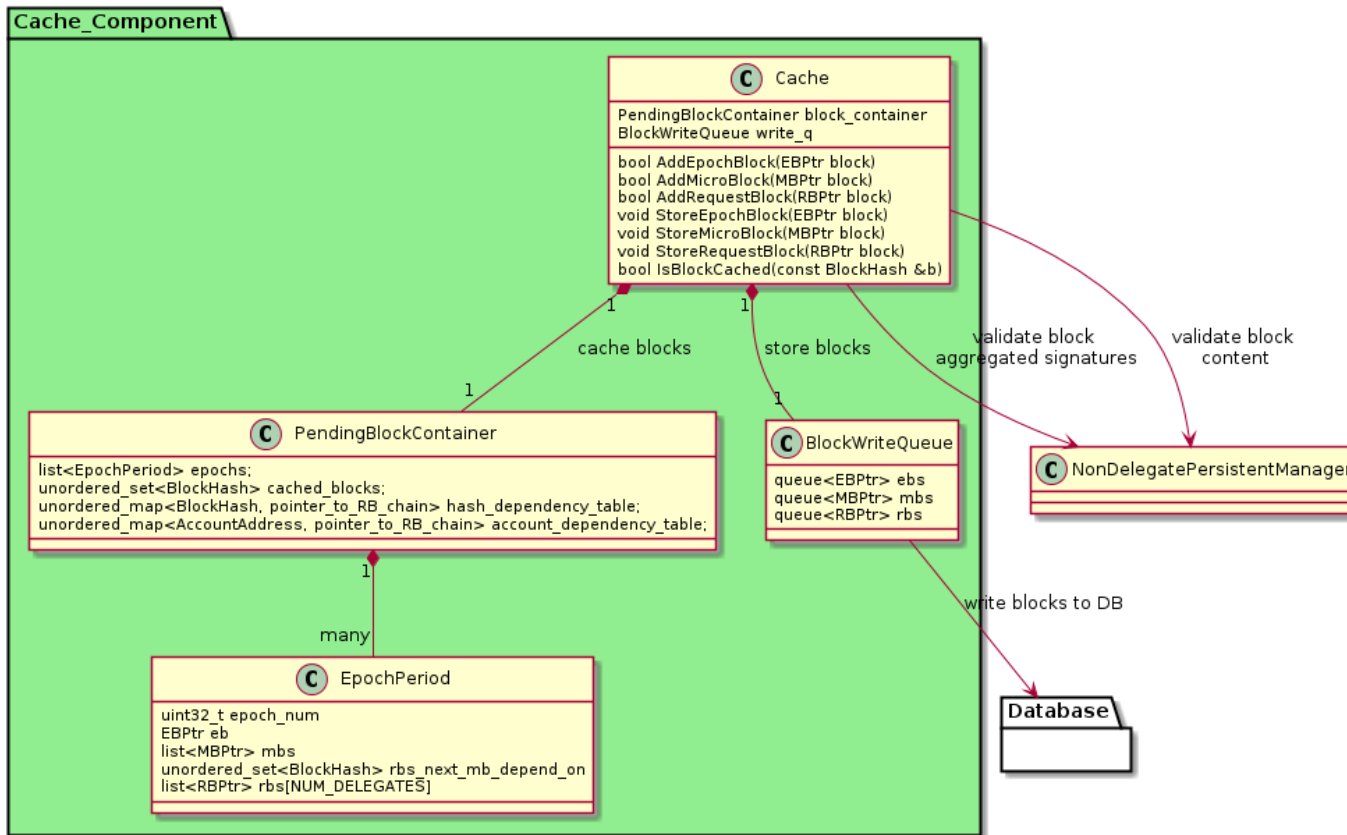 Cache_Component
C Cache
PendingBlockContainer block_container
BlockWriteQueue write_q
bool AddEpochBlock(EBPtr block)
bool AddMicroBlock(MBPtr block)
bool AddRequestBlock(RBPtr block)
void StoreEpochBlock(EBPtr block)
void StoreMicroBlock(MBPtr block)
void StoreRequestBlock(RBPtr block)
bool IsBlockCached(const BlockHash &b)
1
1
cache blocks
store blocks
validate block
aggregated signatures
validate block
content
1
1
C PendingBlockContainer
list<EpochPeriod> epochs;
unordered_set<BlockHash> cached_blocks;
unordered_map<BlockHash, pointer_to_RB_chain> hash_dependency_table;
unordered_map<AccountAddress, pointer_to_RB_chain> account_dependency_table;
C BlockWriteQueue
queue<EBPtr> ebs
queue<MBPtr> mbs
queue<RBPtr> rbs
C NonDelegatePersistentManager
1
many
write blocks to DB
C EpochPeriod
uint32_t epoch_num
EBPtr eb
list<MBPtr> mbs
unordered_set<BlockHash> rbs_next_mb_depend_on
list<RBPtr> rbs[NUM_DELEGATES]
Database